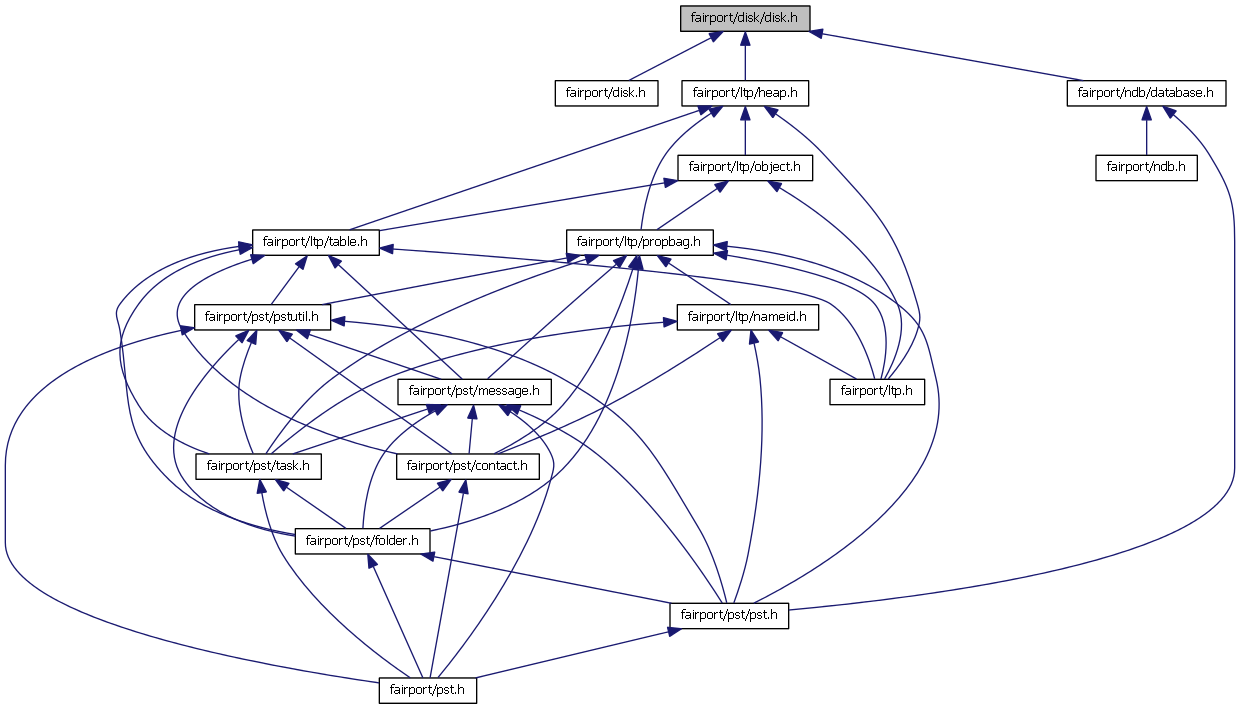 fairport/disk/disk.h
fairport/disk.h
fairport/ltp/heap.h
fairport/ndb/database.h
fairport/ltp/object.h
fairport/ndb.h
fairport/ltp/table.h
fairport/ltp/propbag.h
fairport/pst/pstutil.h
fairport/ltp/nameid.h
fairport/pst/message.h
fairport/ltp.h
fairport/pst/task.h
fairport/pst/contact.h
fairport/pst/folder.h
fairport/pst/pst.h
fairport/pst.h